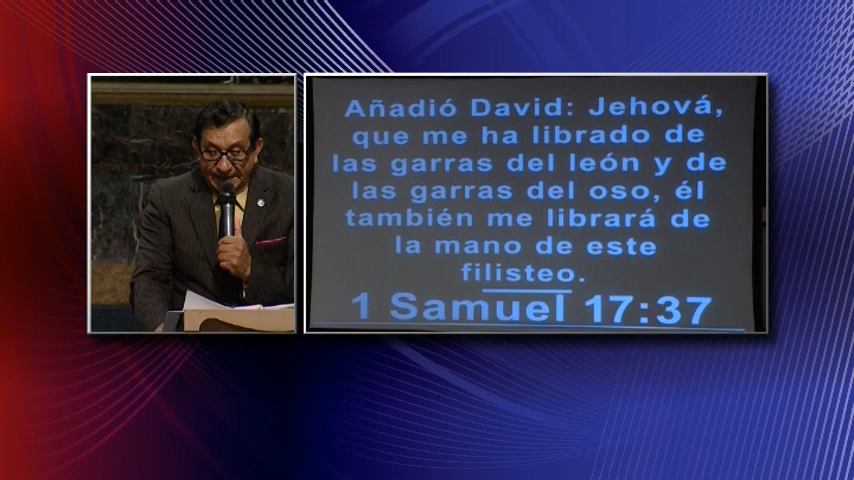 Añadió David: Jehová,
que me ha librado de
las garras del león y de
las garras del oso, él
también me librará de
la mano de este
filisteo.
1 Samuel 17:37